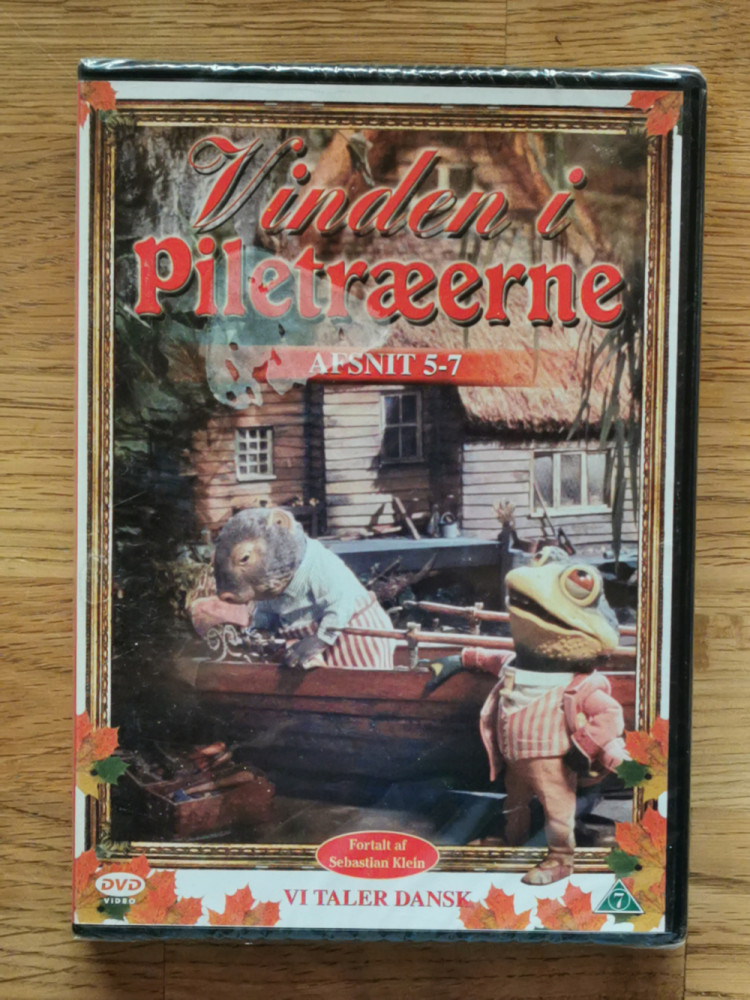 Vinden i
Piletræerne
AFSNIT 5-7
Fortalt af
Sebastian Klein
DVD
VIDEO
VI TALER DANSK
7